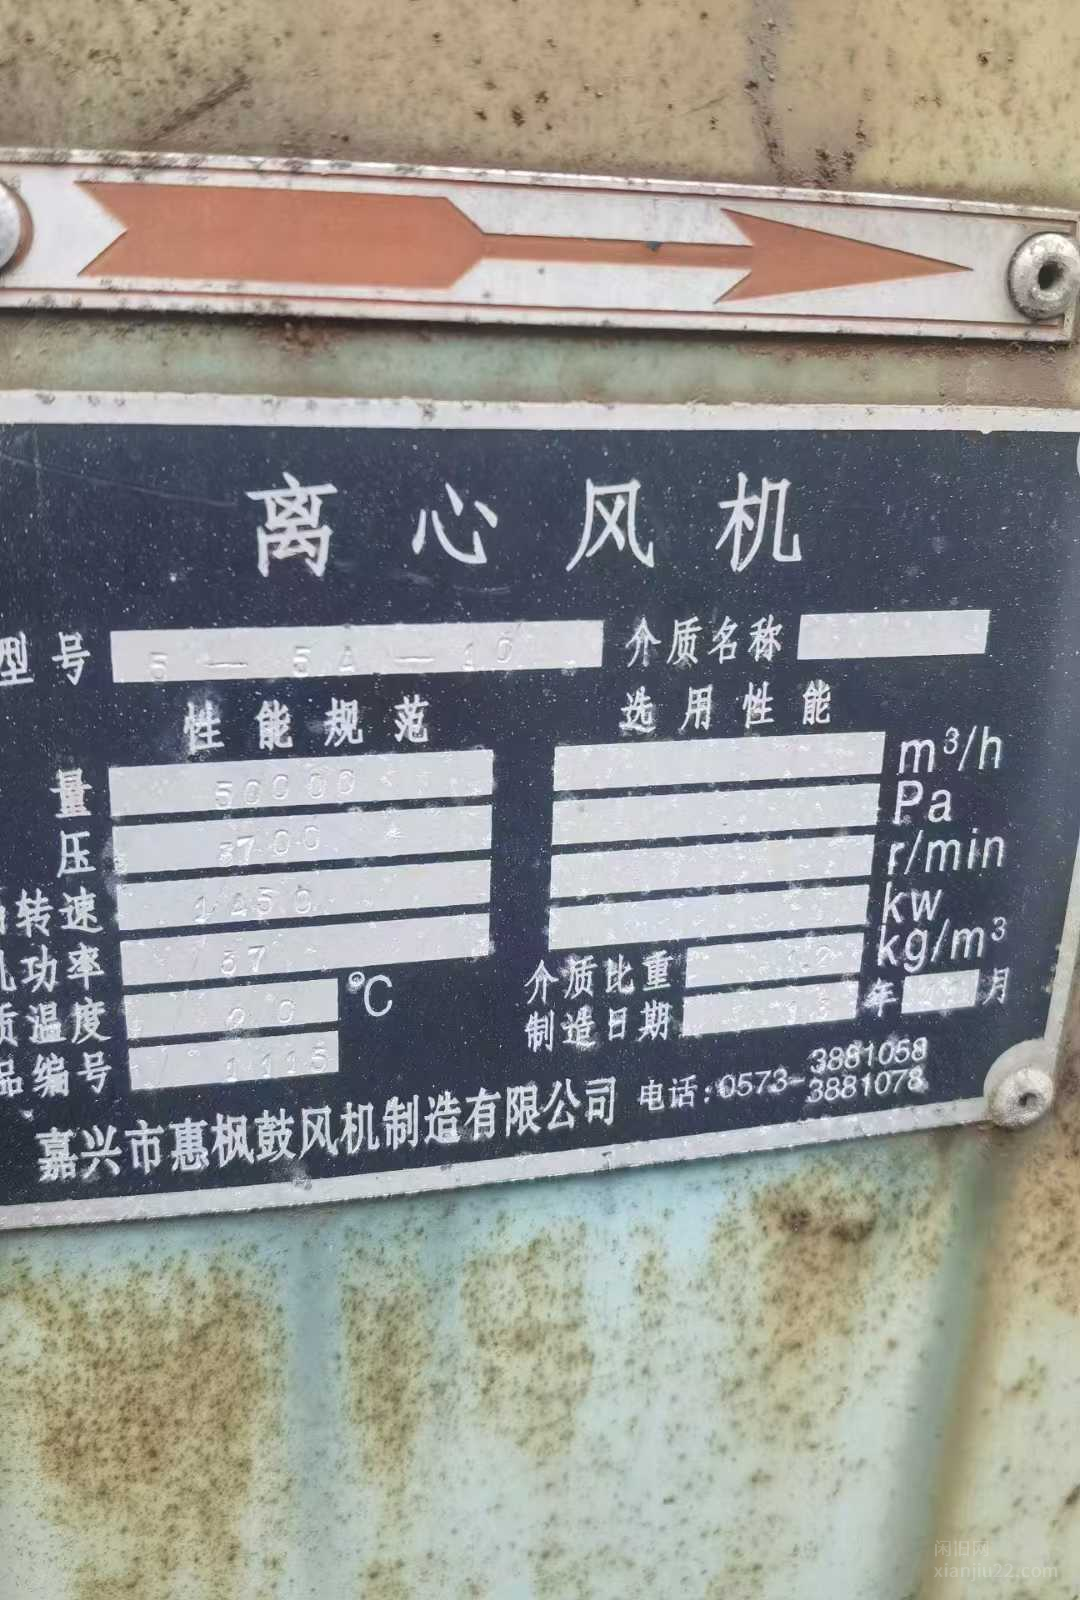 离心风机
型号 5-5A-10 介质名称
性能规范 选用性能
量 50000 m³/h
压 3700 Pa
转速 1450 r/min
功率 37 kw
温度 20 °C 介质比重 kg/m³
编号 1115 制造日期 13 年 月
嘉兴市惠枫鼓风机制造有限公司 电话:0573-3881058
3881078
闲旧网
xianjiu22.com